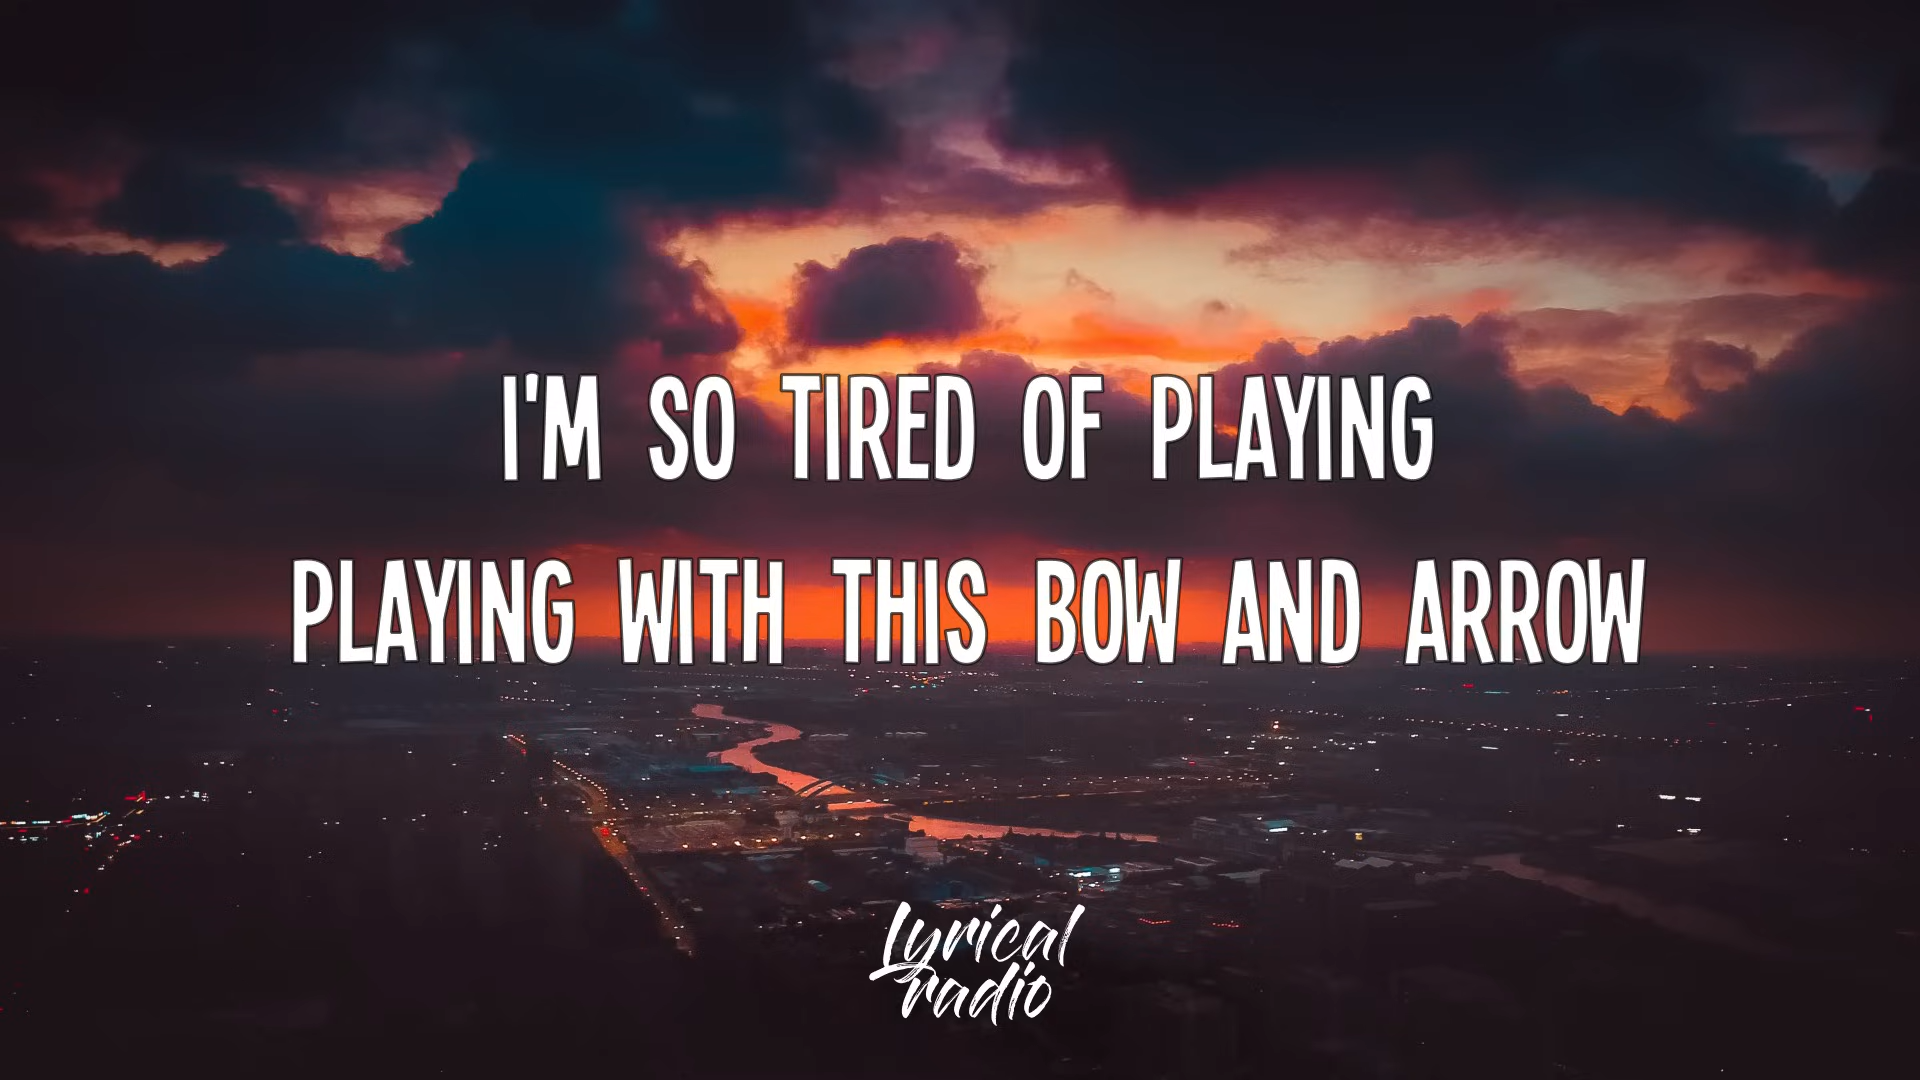 I'M SO TIRED OF PLAYING
PLAYING WITH THIS BOW AND ARROW
Lyrical
radio